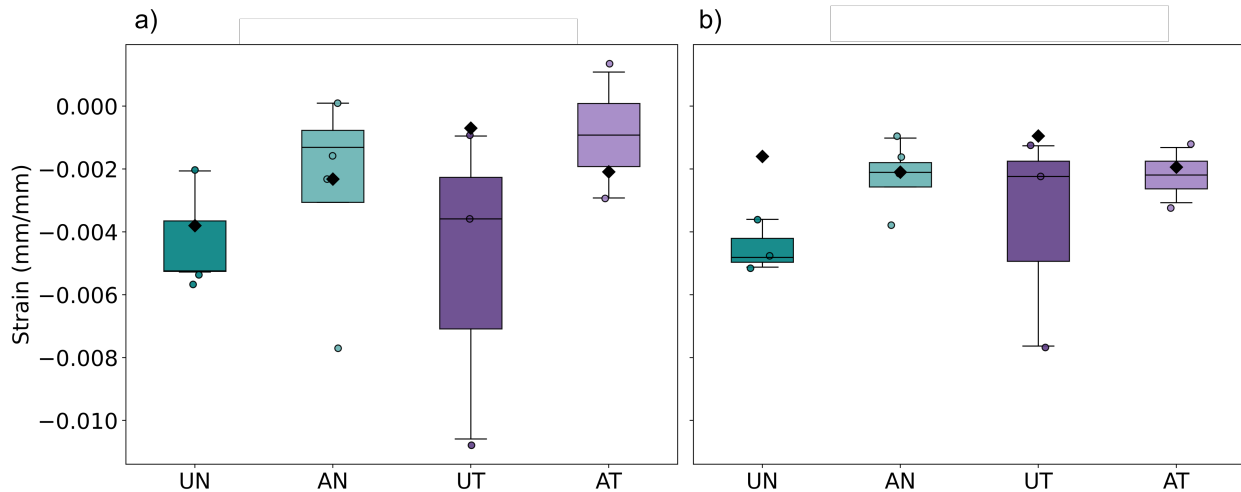 a)
b)
Strain (mm/mm)
0.000
−0.002
−0.004
−0.006
−0.008
−0.010
UN AN UT AT
UN AN UT AT